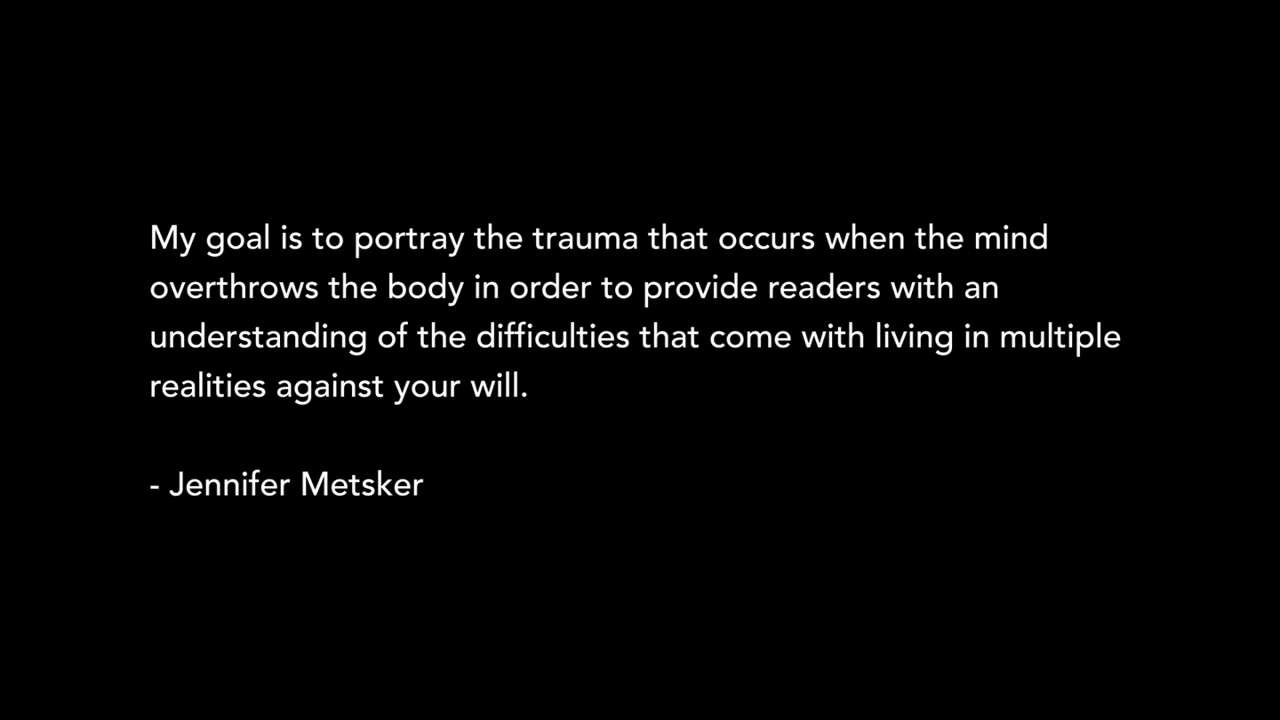 My goal is to portray the trauma that occurs when the mind
overthrows the body in order to provide readers with an
understanding of the difficulties that come with living in multiple
realities against your will.
- Jennifer Metsker